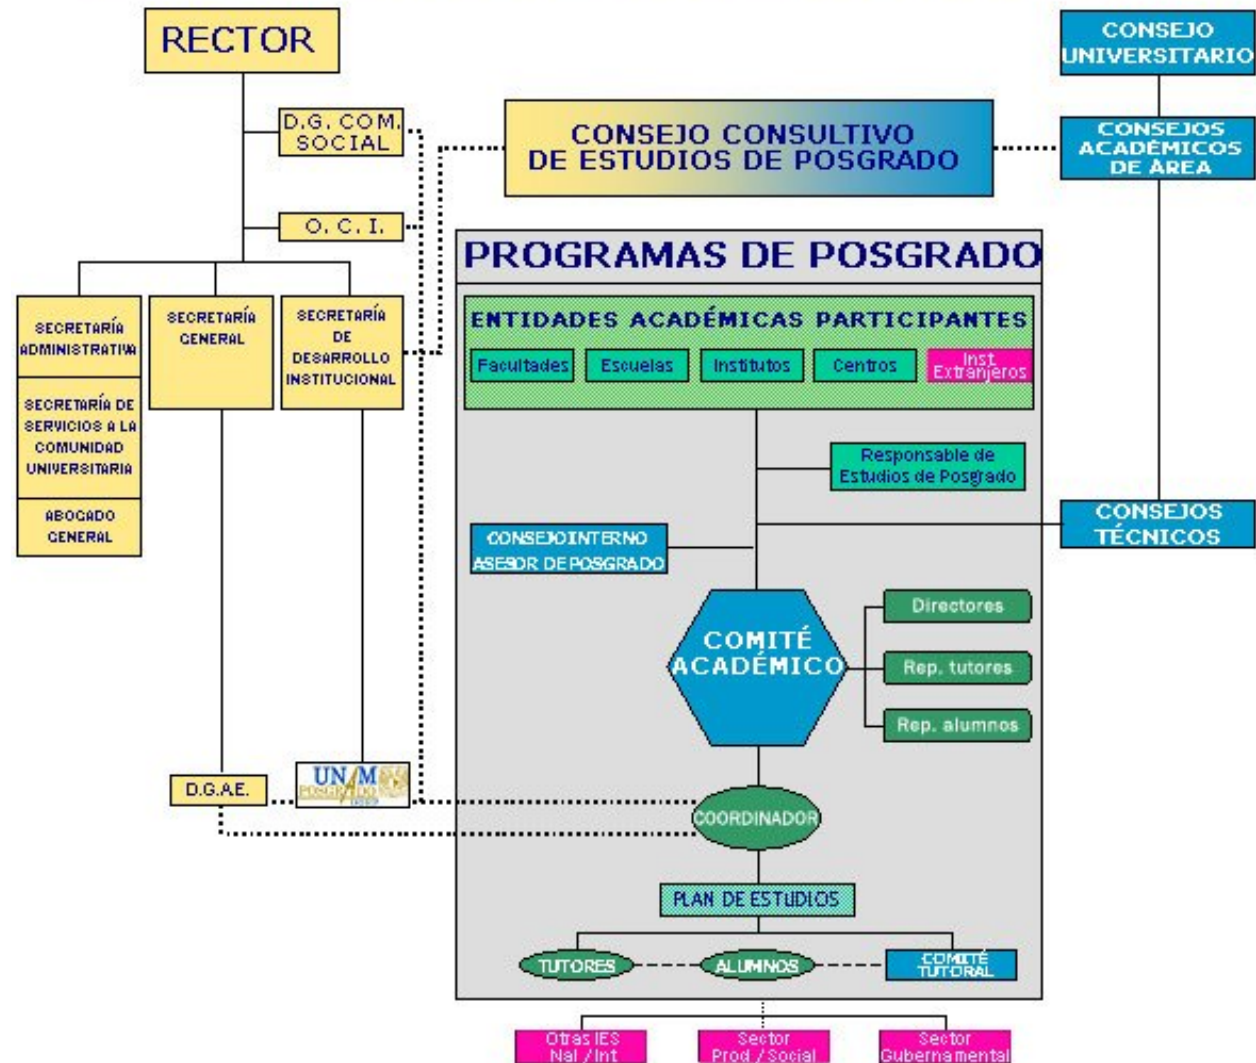 RECTOR
CONSEJO
UNIVERSITARIO
D.G. COM.
SOCIAL
CONSEJO CONSULTIVO
DE ESTUDIOS DE POSGRADO
CONSEJOS
ACADÉMICOS
DE ÁREA
O. C. I.
PROGRAMAS DE POSGRADO
SECRETARÍA
ADMINISTRATIVA
SECRETARÍA
GENERAL
SECRETARÍA
DE
DESARROLLO
INSTITUCIONAL
ENTIDADES ACADÉMICAS PARTICIPANTES
Facultades
Escuelas
Institutos
Centros
Inst.
Extranjeros
SECRETARÍA DE
SERVICIOS A LA
COMUNIDAD
UNIVERSITARIA
ABOGADO
GENERAL
Responsable de
Estudios de Posgrado
CONSEJOS
TÉCNICOS
CONSEJO INTERNO
ASESOR DE POSGRADO
COMITÉ
ACADÉMICO
Directores
Rep. tutores
Rep. alumnos
D.G.A.E.
UNAM
POSGRADO
COORDINADOR
PLAN DE ESTUDIOS
TUTORES
ALUMNOS
COMITÉ
TUTORAL
Otras IES
Nal / Int
Sector
Prod / Social
Sector
Gubernamental